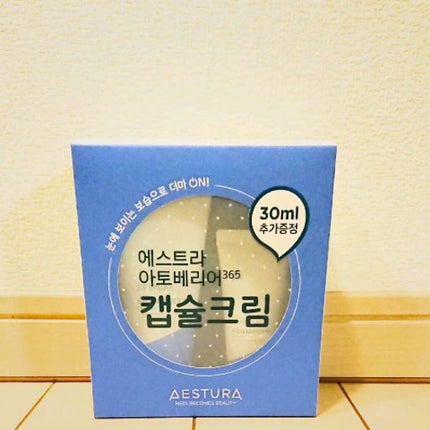 눈에 보이는 보습으로 더마 ON!
30ml
추가증정
에스트라
아토베리어365
캡슐크림
AESTURA
MEDI BECOMES BEAUTY